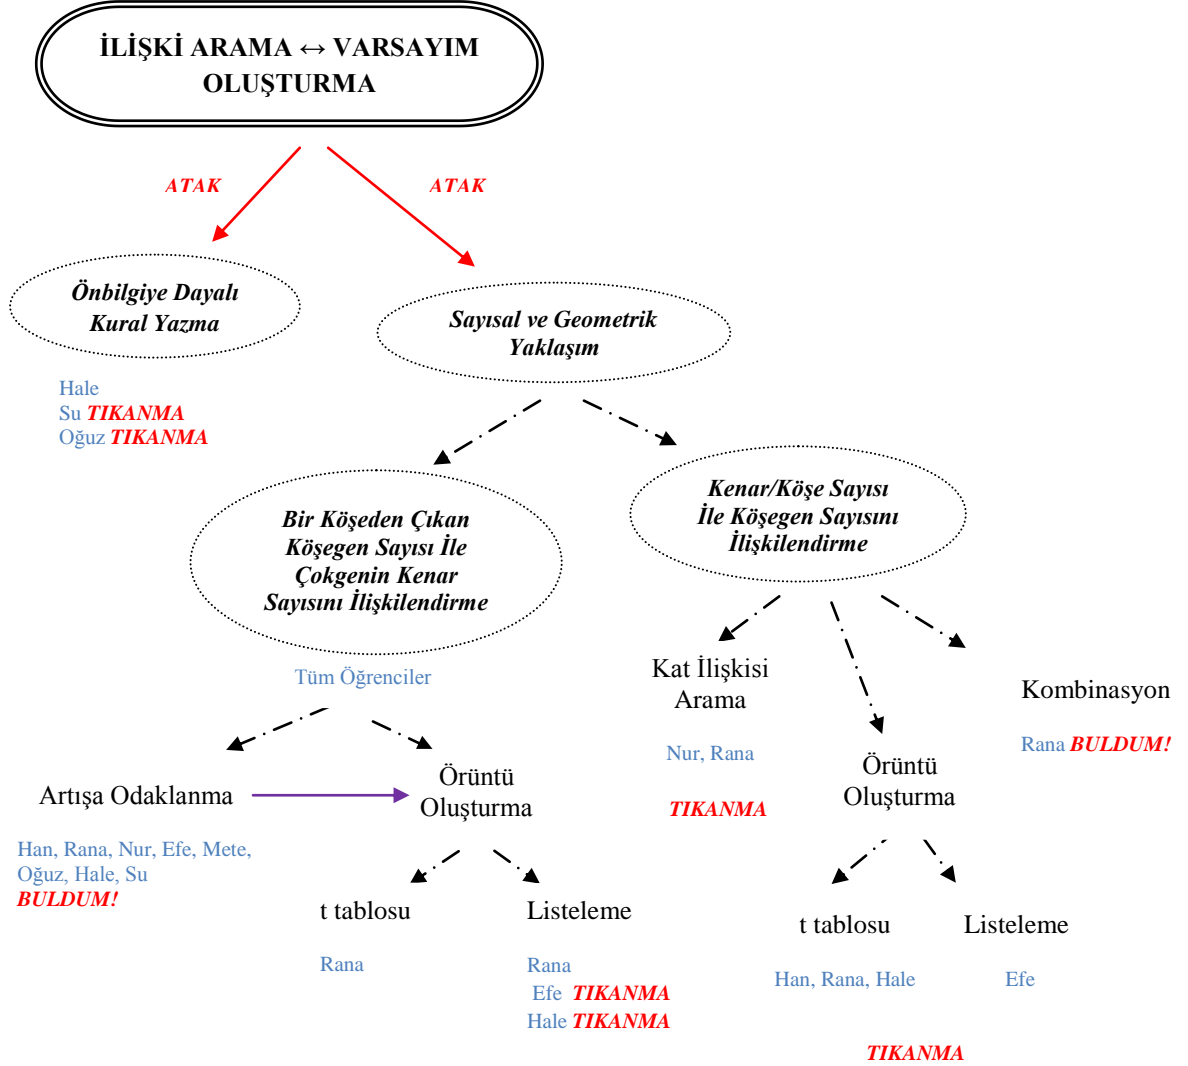 İLİŞKİ ARAMA ↔ VARSAYIM
OLUŞTURMA
ATAK
ATAK
Önbilgiye Dayalı
Kural Yazma
Sayısal ve Geometrik
Yaklaşım
Hale
Su TIKANMA
Oğuz TIKANMA
Bir Köşeden Çıkan
Köşegen Sayısı İle
Çokgenin Kenar
Sayısını İlişkilendirme
Kenar/Köşe Sayısı
İle Köşegen Sayısını
İlişkilendirme
Tüm Öğrenciler
Kat İlişkisi
Arama
Nur, Rana
TIKANMA
Kombinasyon
Rana BULDUM!
Örüntü
Oluşturma
Artışa Odaklanma
Han, Rana, Nur, Efe, Mete,
Oğuz, Hale, Su
BULDUM!
Örüntü
Oluşturma
t tablosu
Rana
Listeleme
Rana
Efe TIKANMA
Hale TIKANMA
t tablosu
Han, Rana, Hale
Listeleme
Efe
TIKANMA